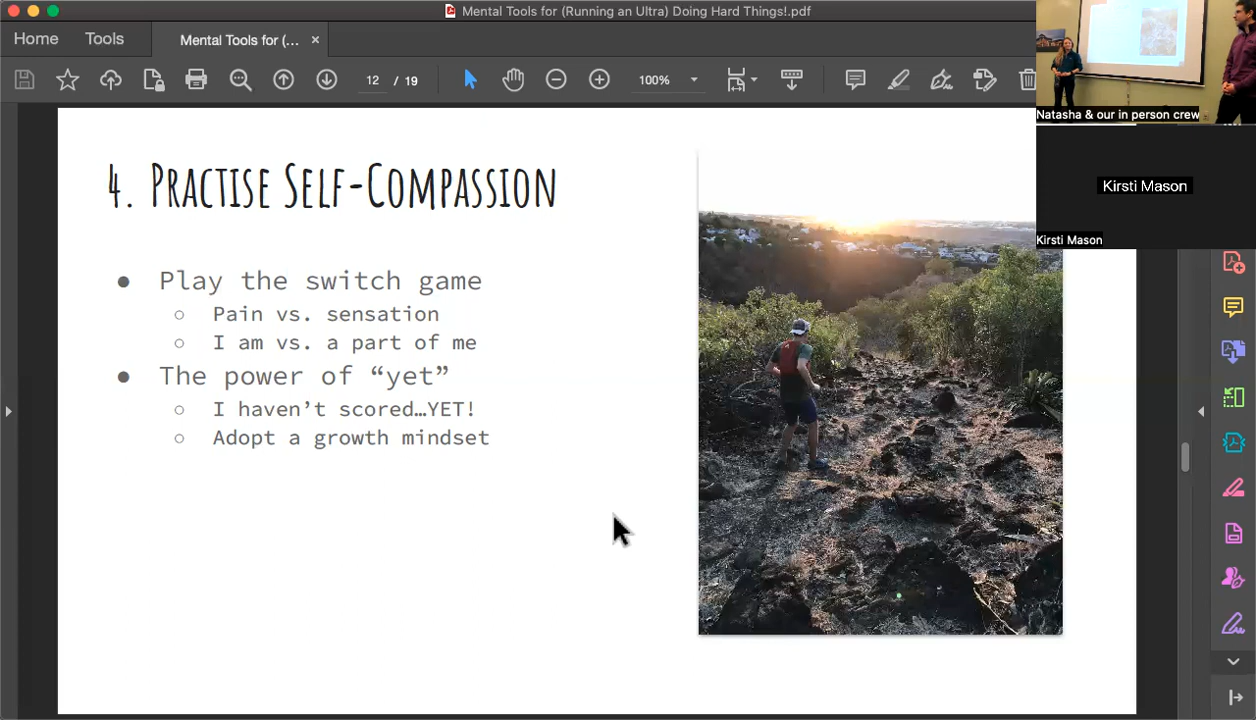 Mental Tools for (Running an Ultra) Doing Hard Things!.pdf
Home
Tools
Mental Tools for (...
12 / 19
100%
Natasha & our in person crew
Kirsti Mason
Kirsti Mason
4. Practise Self-Compassion
Play the switch game
Pain vs. sensation
I am vs. a part of me
The power of “yet”
I haven’t scored…YET!
Adopt a growth mindset